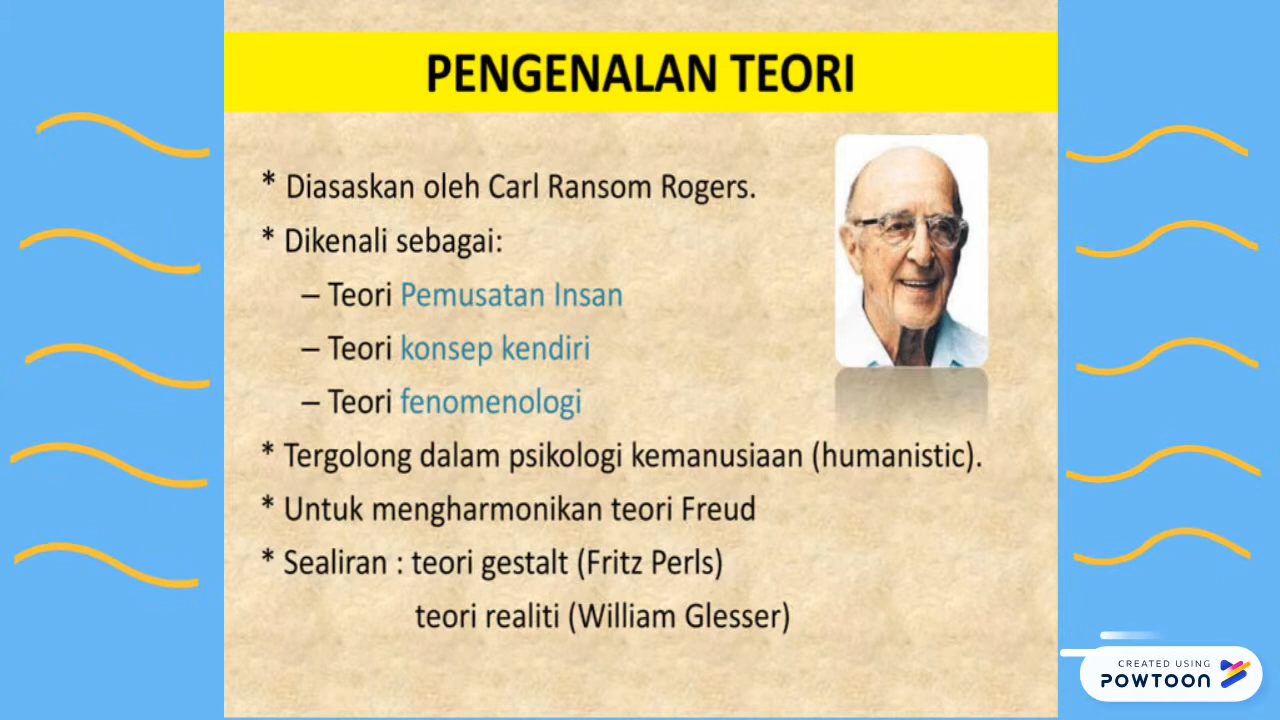 PENGENALAN TEORI
* Diasaskan oleh Carl Ransom Rogers.
* Dikenali sebagai:
– Teori Pemusatan Insan
– Teori konsep kendiri
– Teori fenomenologi
* Tergolong dalam psikologi kemanusiaan (humanistic).
* Untuk mengharmonikan teori Freud
* Sealiran : teori gestalt (Fritz Perls)
teori realiti (William Glesser)
CREATED USING
POWTOON